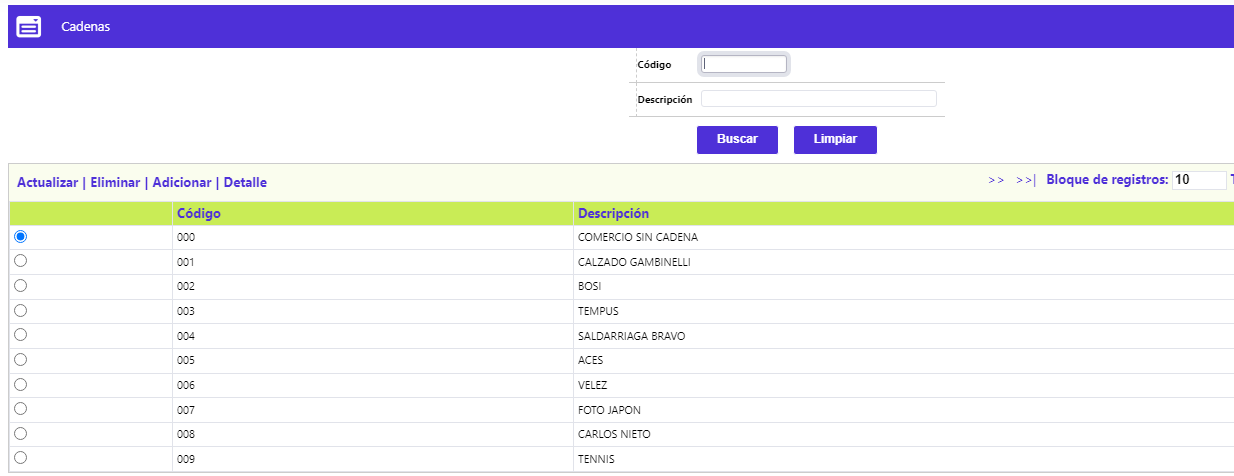 Cadenas
Código
Descripción
Buscar Limpiar
Actualizar | Eliminar | Adicionar | Detalle >> >>| Bloque de registros: 10
Código Descripción
000 COMERCIO SIN CADENA
001 CALZADO GAMBINELLI
002 BOSI
003 TEMPUS
004 SALDARRIAGA BRAVO
005 ACES
006 VELEZ
007 FOTO JAPON
008 CARLOS NIETO
009 TENNIS